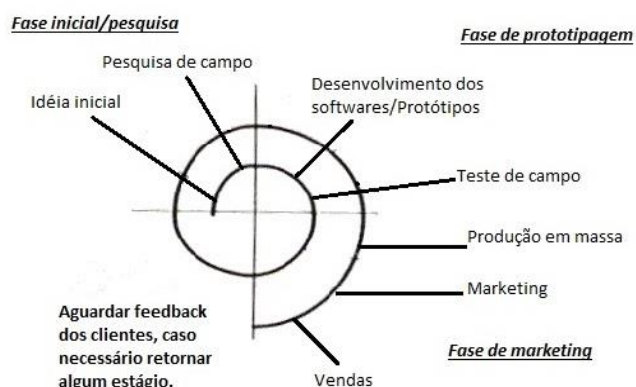 Fase inicial/pesquisa
Fase de prototipagem
Pesquisa de campo
Idéia inicial
Desenvolvimento dos
softwares/Protótipos
Teste de campo
Produção em massa
Marketing
Aguardar feedback
dos clientes, caso
necessário retornar
algum estágio.
Fase de marketing
Vendas